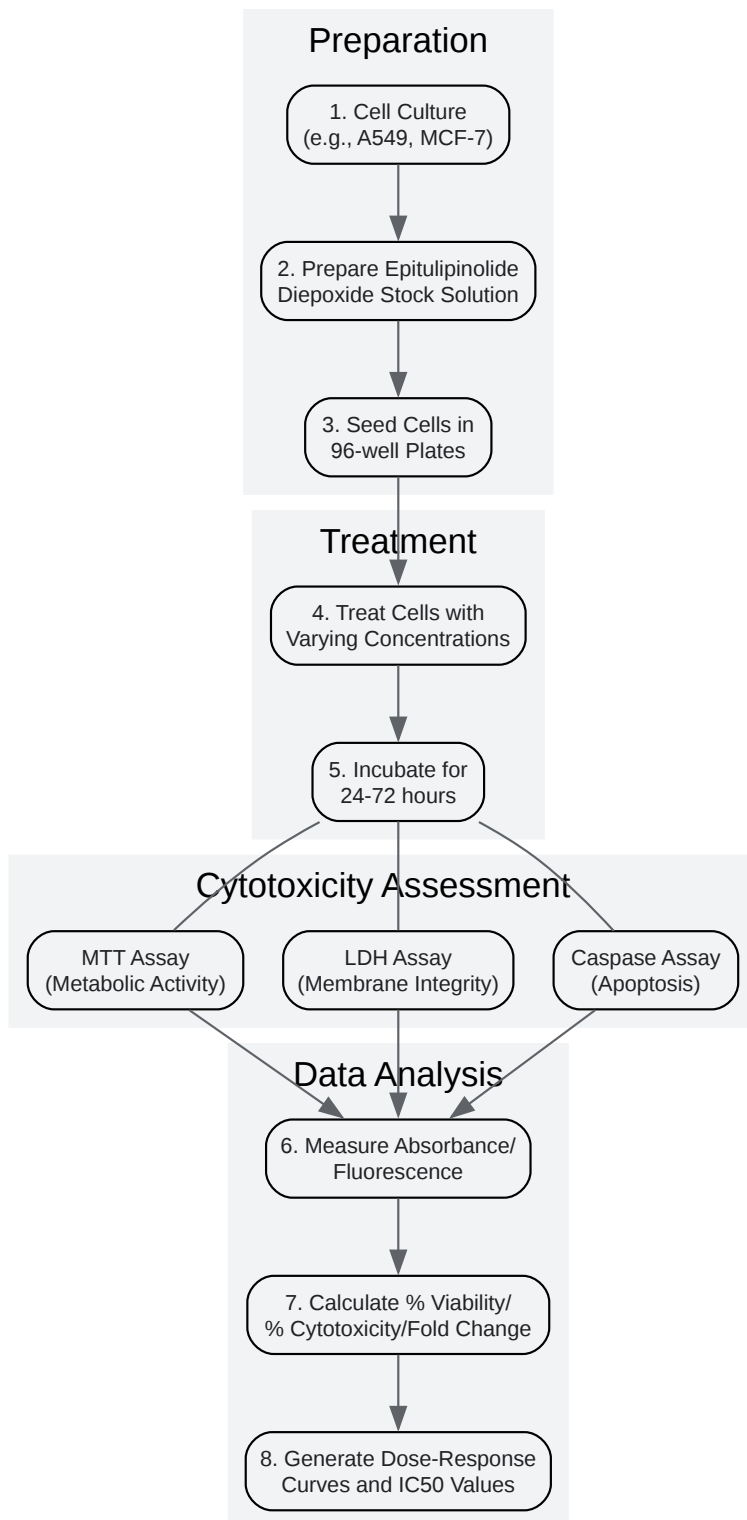 Preparation
1. Cell Culture
(e.g., A549, MCF-7)
2. Prepare Epitulipinolide
Diepoxide Stock Solution
3. Seed Cells in
96-well Plates
Treatment
4. Treat Cells with
Varying Concentrations
5. Incubate for
24-72 hours
Cytotoxicity Assessment
MTT Assay
(Metabolic Activity)
LDH Assay
(Membrane Integrity)
Caspase Assay
(Apoptosis)
Data Analysis
6. Measure Absorbance/
Fluorescence
7. Calculate % Viability/
% Cytotoxicity/Fold Change
8. Generate Dose-Response
Curves and IC50 Values